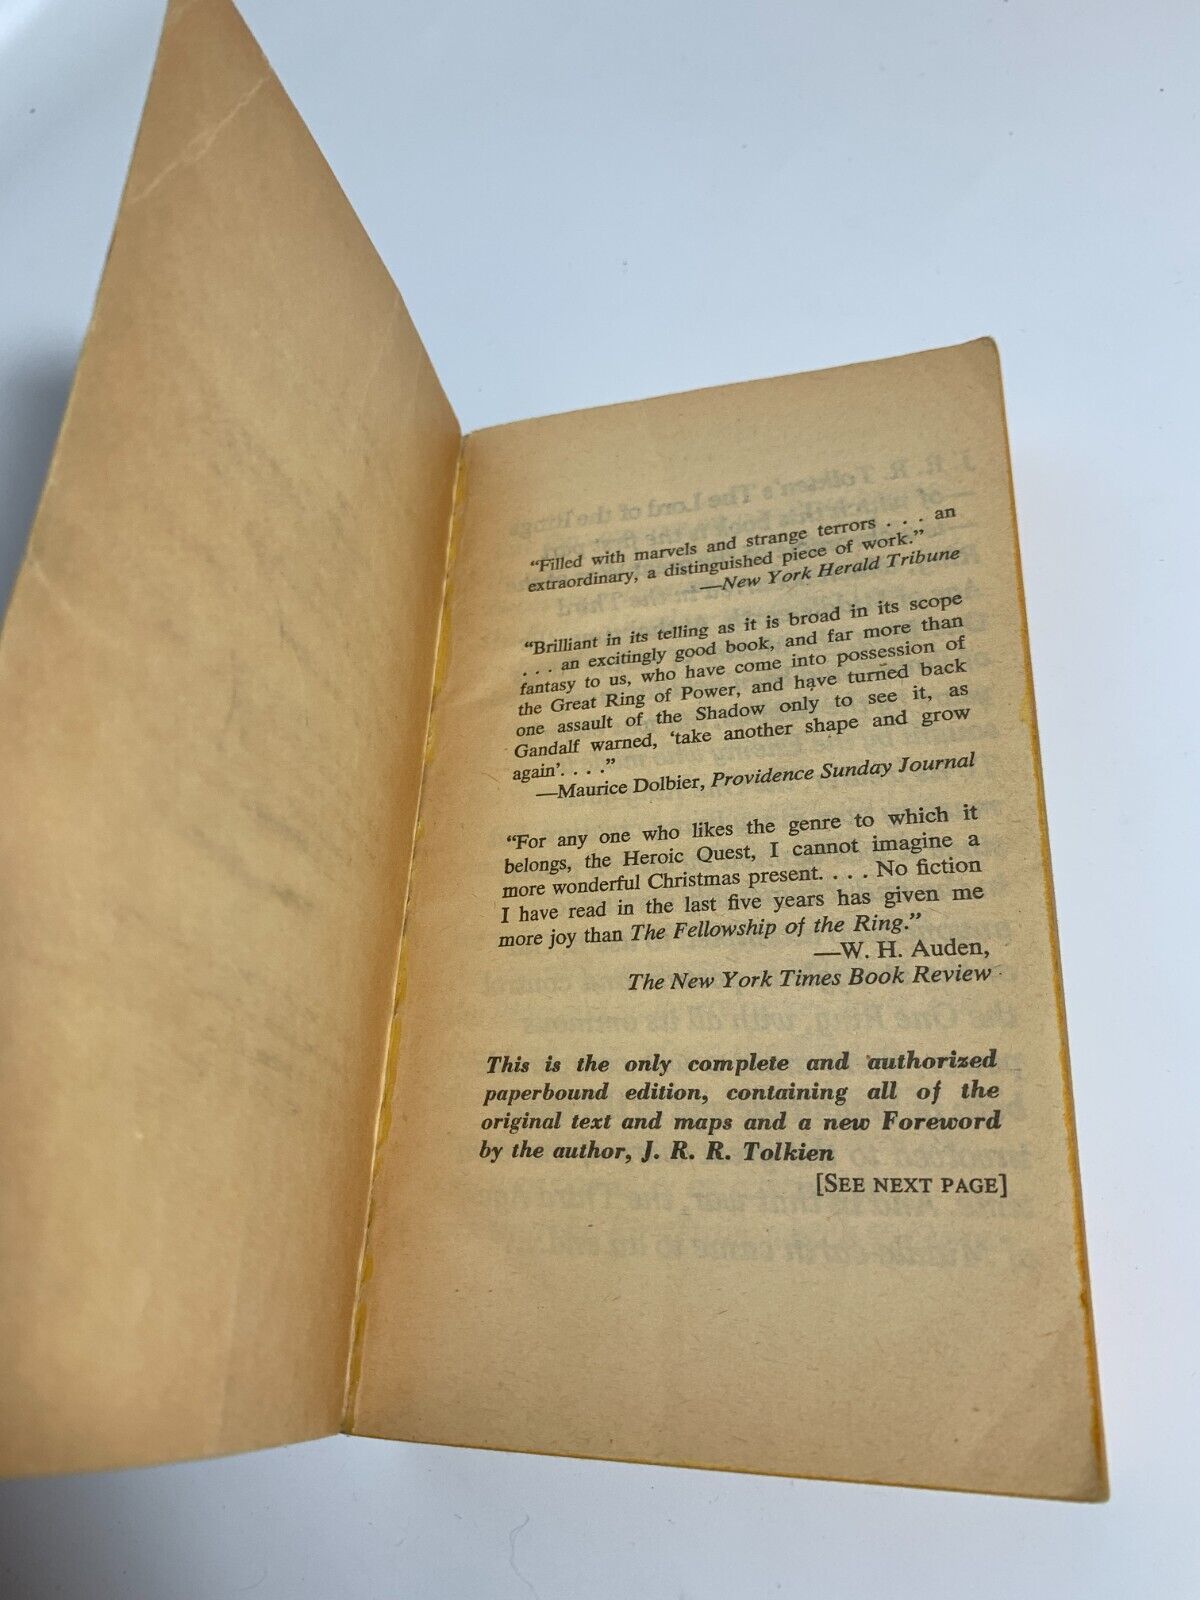 “Filled with marvels and strange terrors . . . an
extraordinary, a distinguished piece of work.”
—New York Herald Tribune
“Brilliant in its telling as it is broad in its scope
. . . an excitingly good book, and far more than
fantasy to us, who have come into possession of
the Great Ring of Power, and have turned back
one assault of the Shadow only to see it, as
Gandalf warned, ‘take another shape and grow
again’. . . .”
—Maurice Dolbier, Providence Sunday Journal
“For any one who likes the genre to which it
belongs, the Heroic Quest, I cannot imagine a
more wonderful Christmas present. . . . No fiction
I have read in the last five years has given me
more joy than The Fellowship of the Ring.”
—W. H. Auden,
The New York Times Book Review
This is the only complete and authorized
paperbound edition, containing all of the
original text and maps and a new Foreword
by the author, J. R. R. Tolkien
[SEE NEXT PAGE]